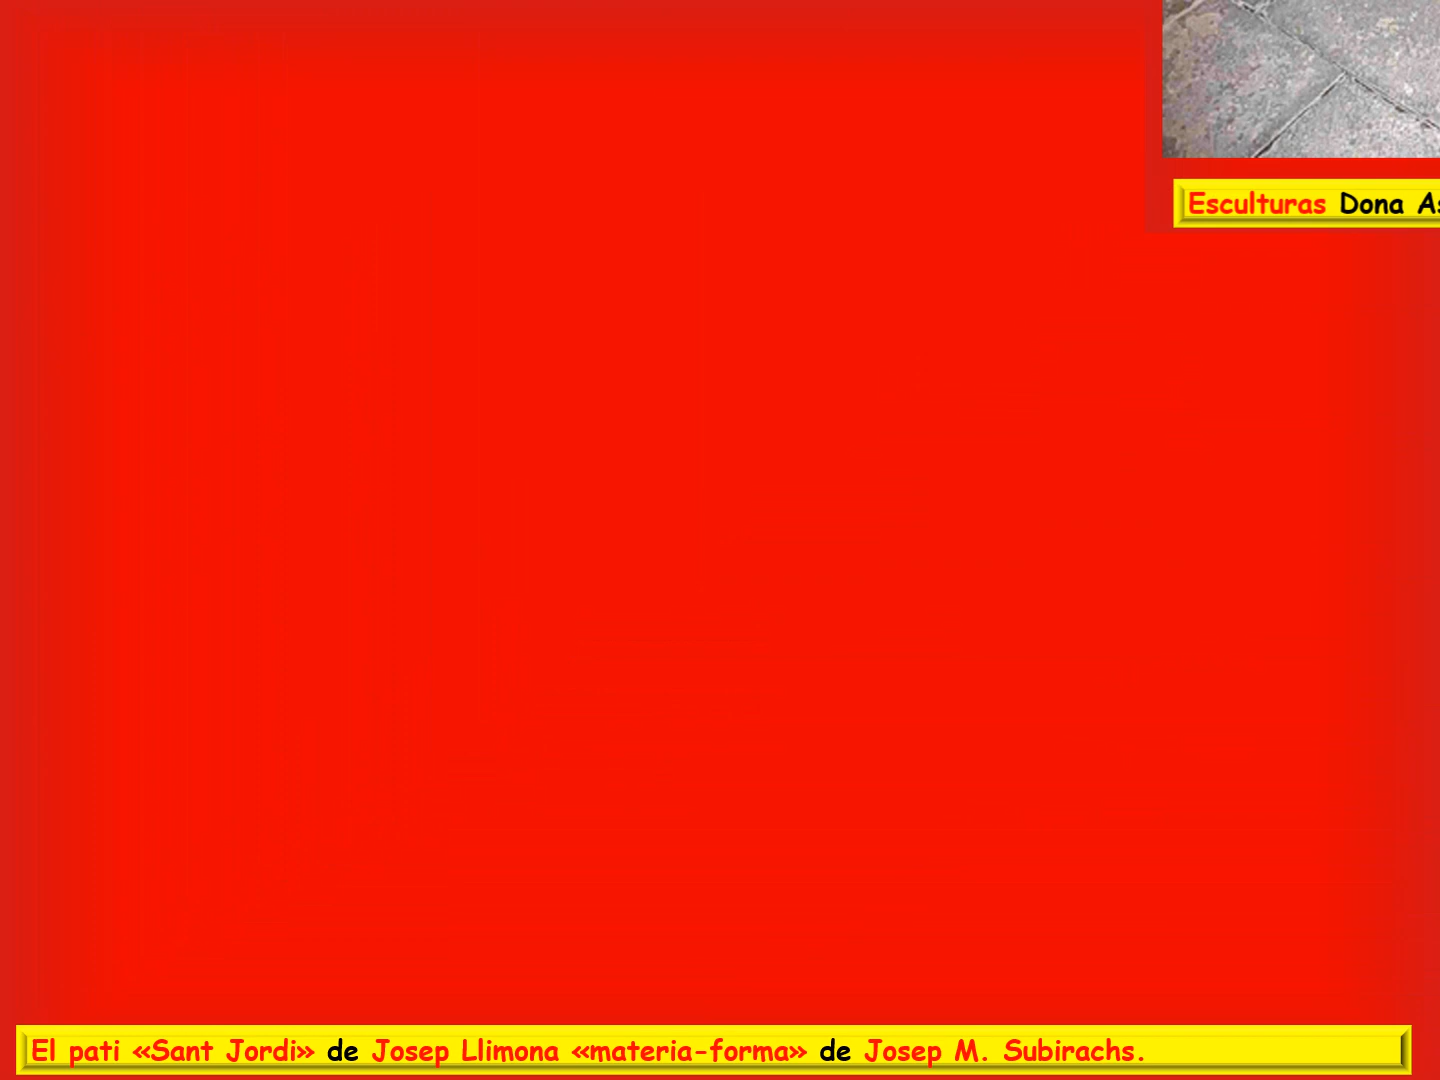 Esculturas Dona
El pati «Sant Jordi» de Josep Llimona «materia-forma» de Josep M. Subirachs.